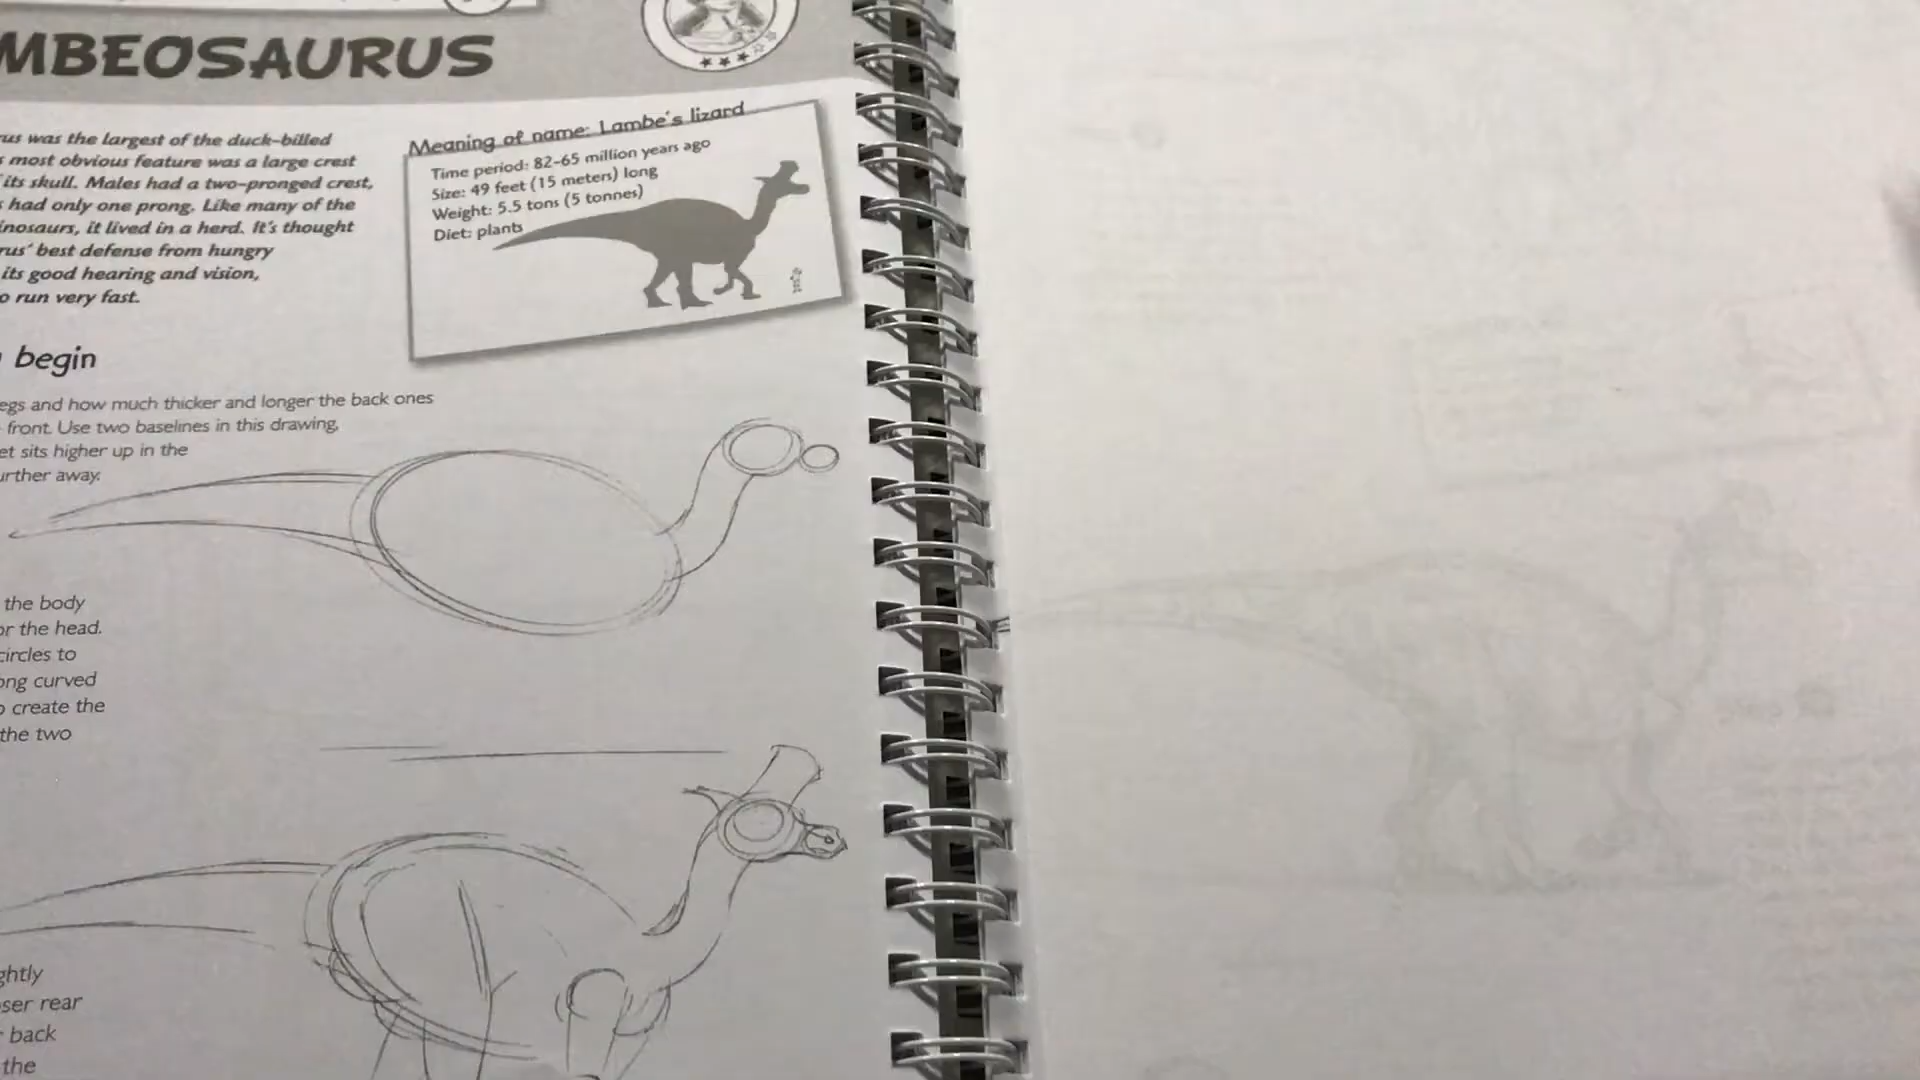 MBEOSAURUS
us was the largest of the duck-billed
s most obvious feature was a large crest
its skull. Males had a two-pronged crest,
s had only one prong. Like many of the
inosaurs, it lived in a herd. It's thought
rus' best defense from hungry
its good hearing and vision,
o run very fast.
Meaning of name: Lambe's lizard
Time period: 82-65 million years ago
Size: 49 feet (15 meters) long
Weight: 5.5 tons (5 tonnes)
Diet: plants
begin
egs and how much thicker and longer the back ones
front. Use two baselines in this drawing,
et sits higher up in the
urther away.
the body
or the head.
circles to
ong curved
o create the
the two
ghtly
ser rear
back
the